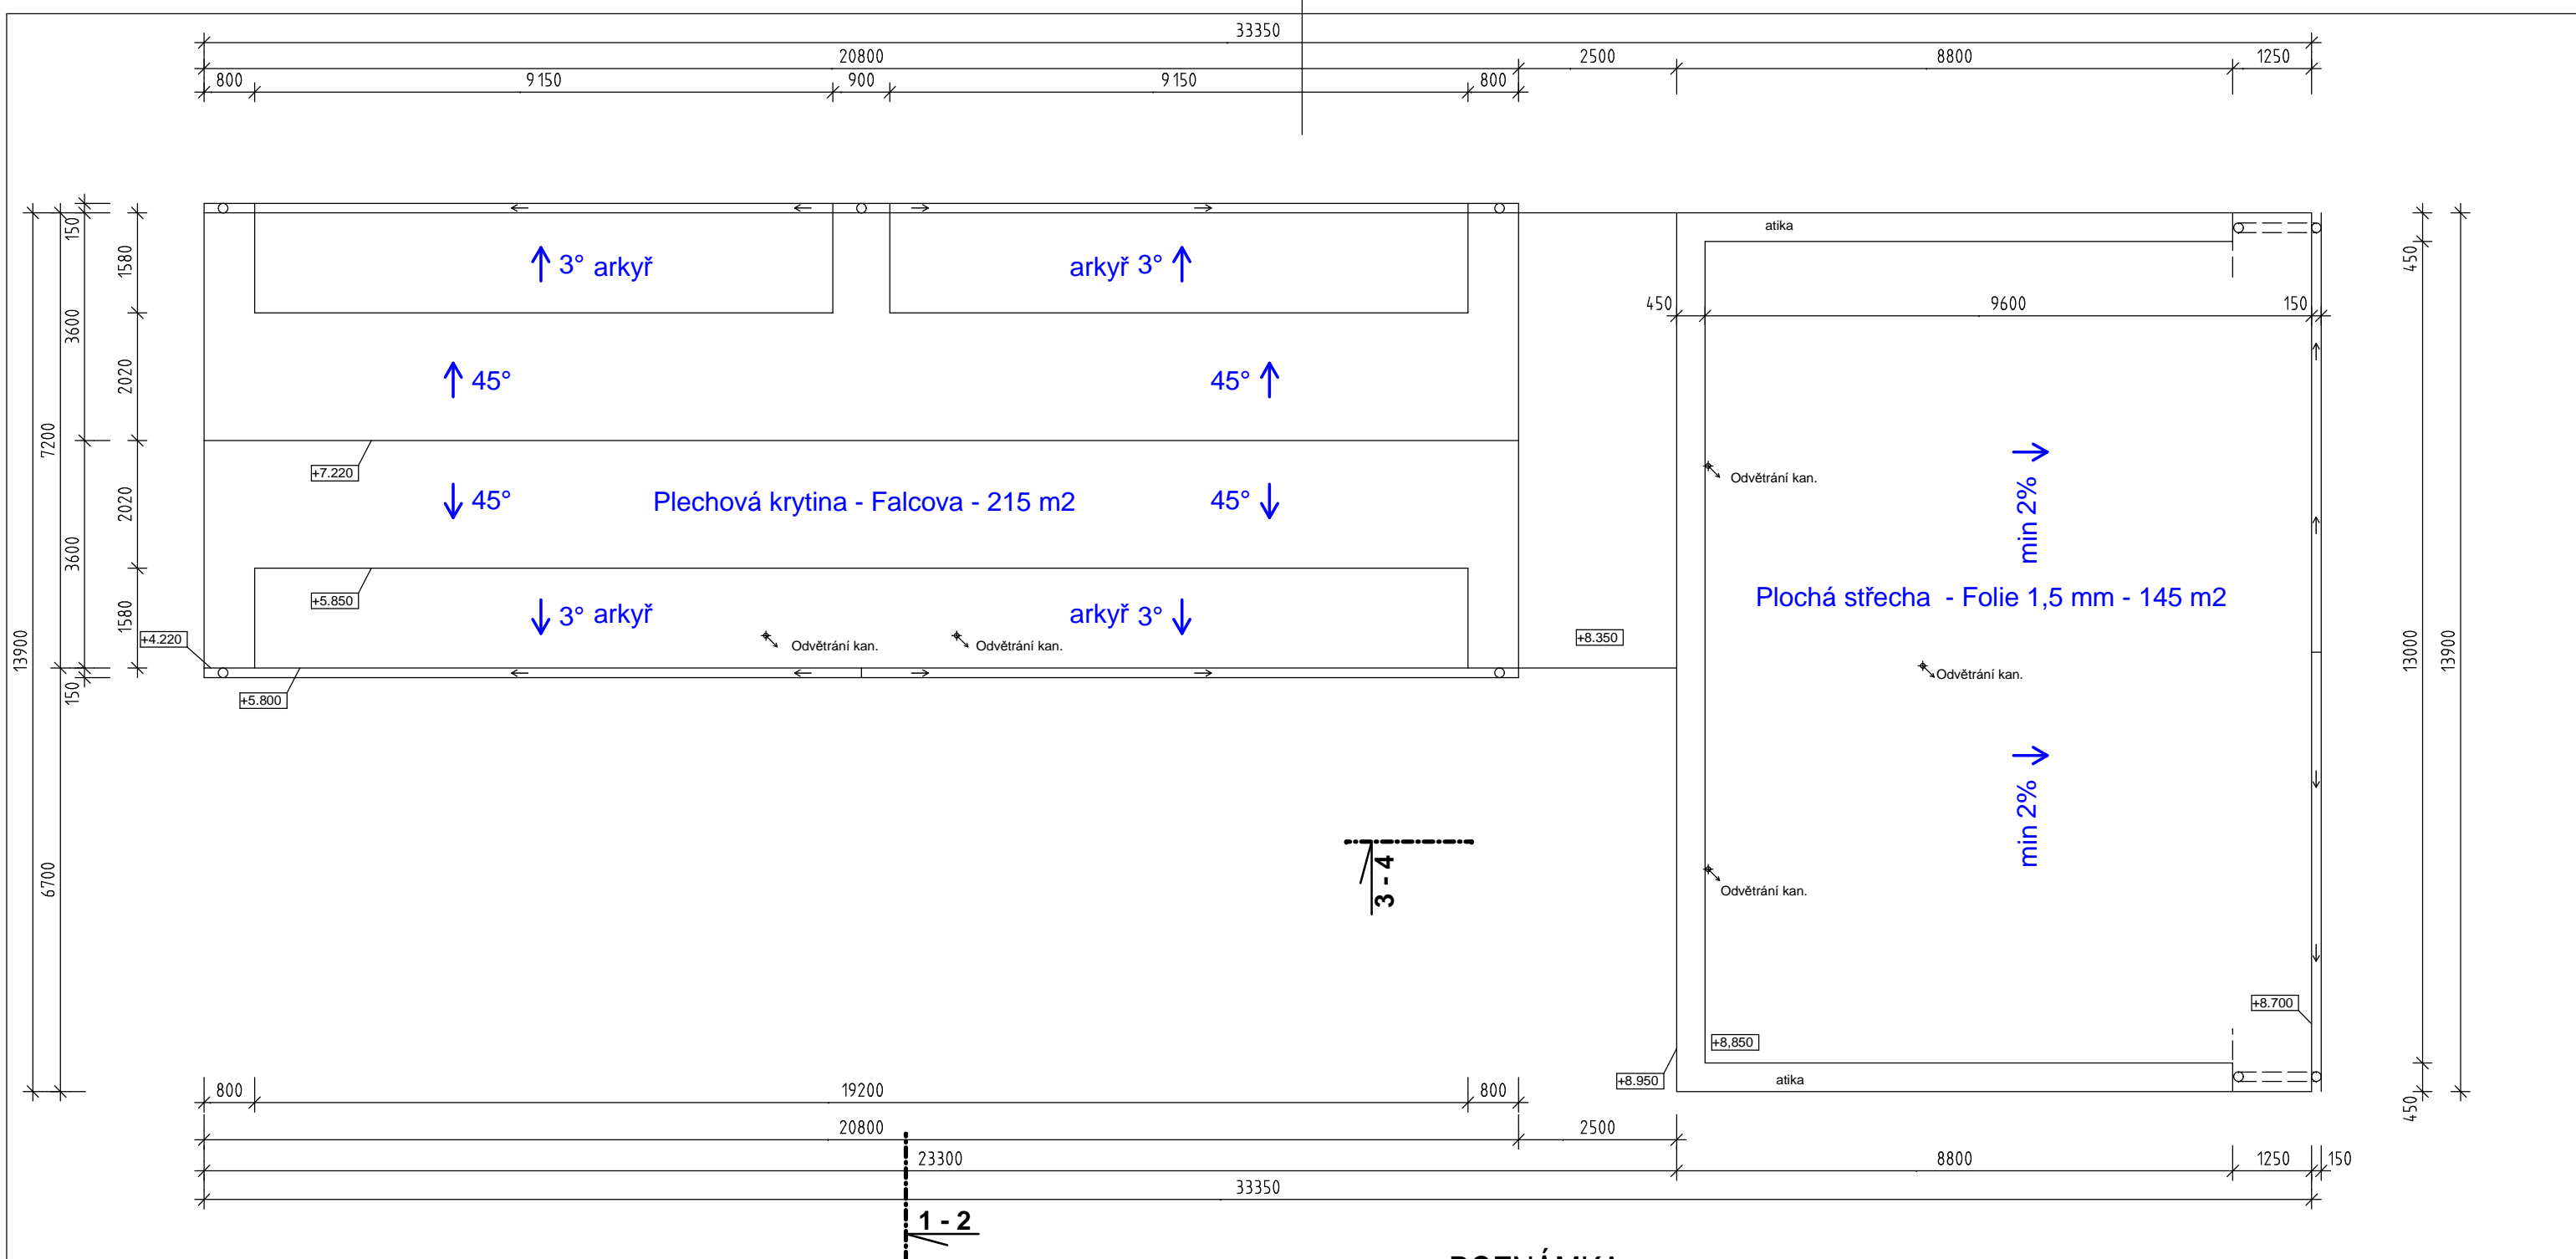 33350
20800 2500 8800 1250
800 9150 900 9150 800
150
1580
3600
2020
7200
2020
3600
1580
150
13900
6700
3° arkyř
arkyř 3°
45°
45°
+7.220
45°
Plechová krytina - Falcova - 215 m2
45°
+5.850
3° arkyř
arkyř 3°
Odvětrání kan.
Odvětrání kan.
+4.220
+5.800
+8.350
atika
450 9600 150
Odvětrání kan.
min 2%
Plochá střecha - Folie 1,5 mm - 145 m2
Odvětrání kan.
min 2%
Odvětrání kan.
+8.700
+8,850
+8.950
atika
450
13000
13900
450
3 - 4
800 19200 800
20800 2500
23300 8800 1250 150
33350
1 - 2